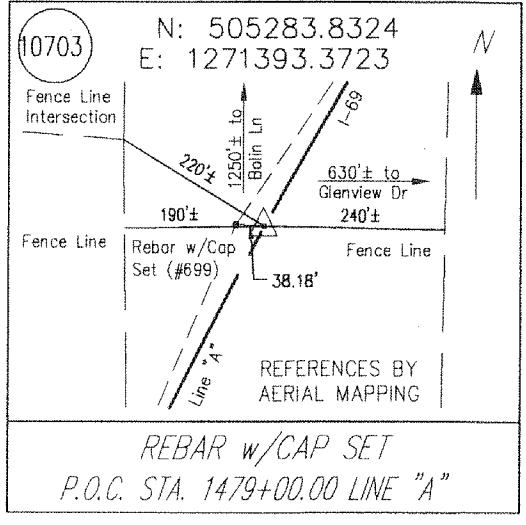 10703
N: 505283.8324
E: 1271393.3723
N
Fence Line
Intersection
1250'± to
Bolin Ln
I-69
220'±
630'± to
Glenview Dr
190'±
240'±
Fence Line
Rebar w/Cap
Set (#699)
Fence Line
38.18'
Line "A"
REFERENCES BY
AERIAL MAPPING
REBAR w/CAP SET
P.O.C. STA. 1479+00.00 LINE "A"